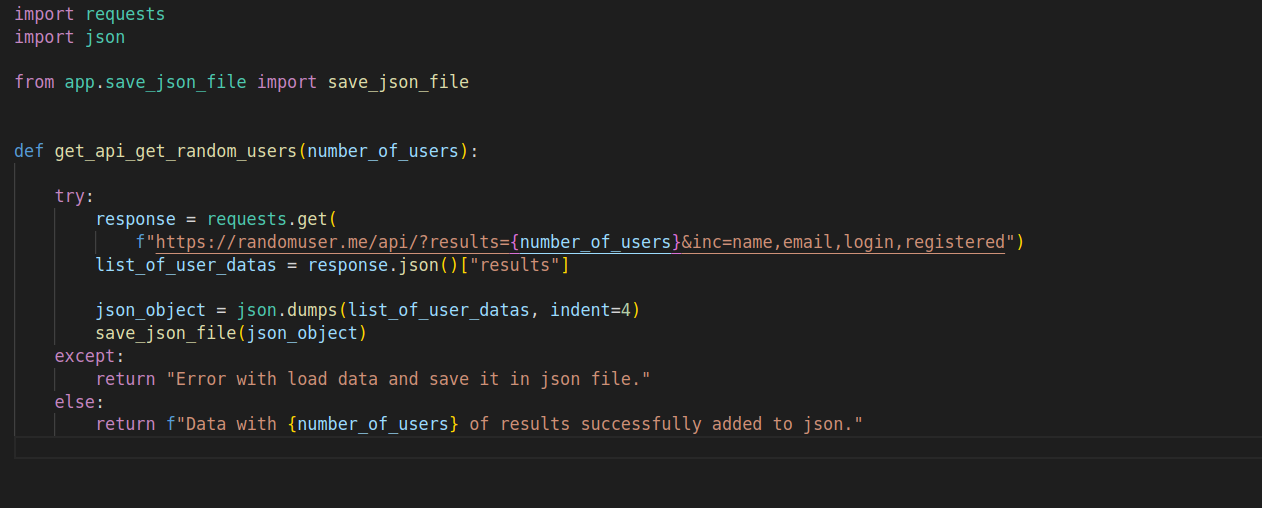 import requests
import json
from app.save_json_file import save_json_file
def get_api_get_random_users(number_of_users):
    try:
        response = requests.get(
            f"https://randomuser.me/api/?results={number_of_users}&inc=name,email,login,registered")
        list_of_user_datas = response.json()["results"]
        json_object = json.dumps(list_of_user_datas, indent=4)
        save_json_file(json_object)
    except:
        return "Error with load data and save it in json file."
    else:
        return f"Data with {number_of_users} of results successfully added to json."